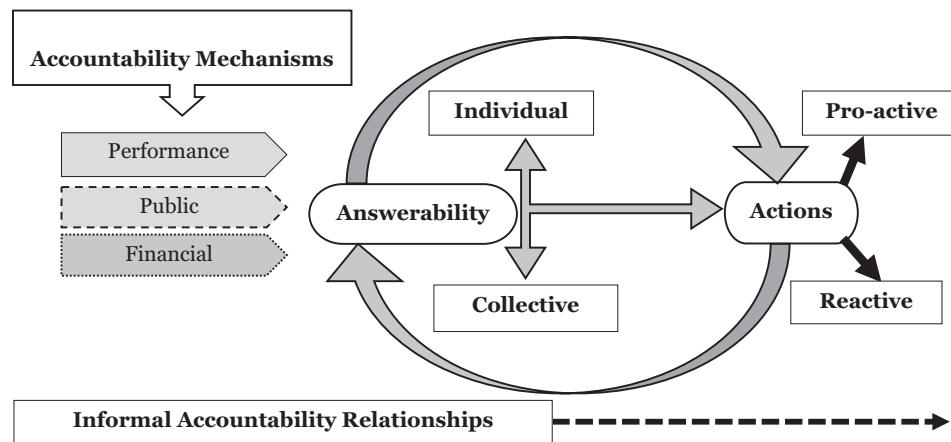 Accountability Mechanisms
Performance
Public
Financial
Individual
Answerability
Collective
Actions
Pro-active
Reactive
Informal Accountability Relationships